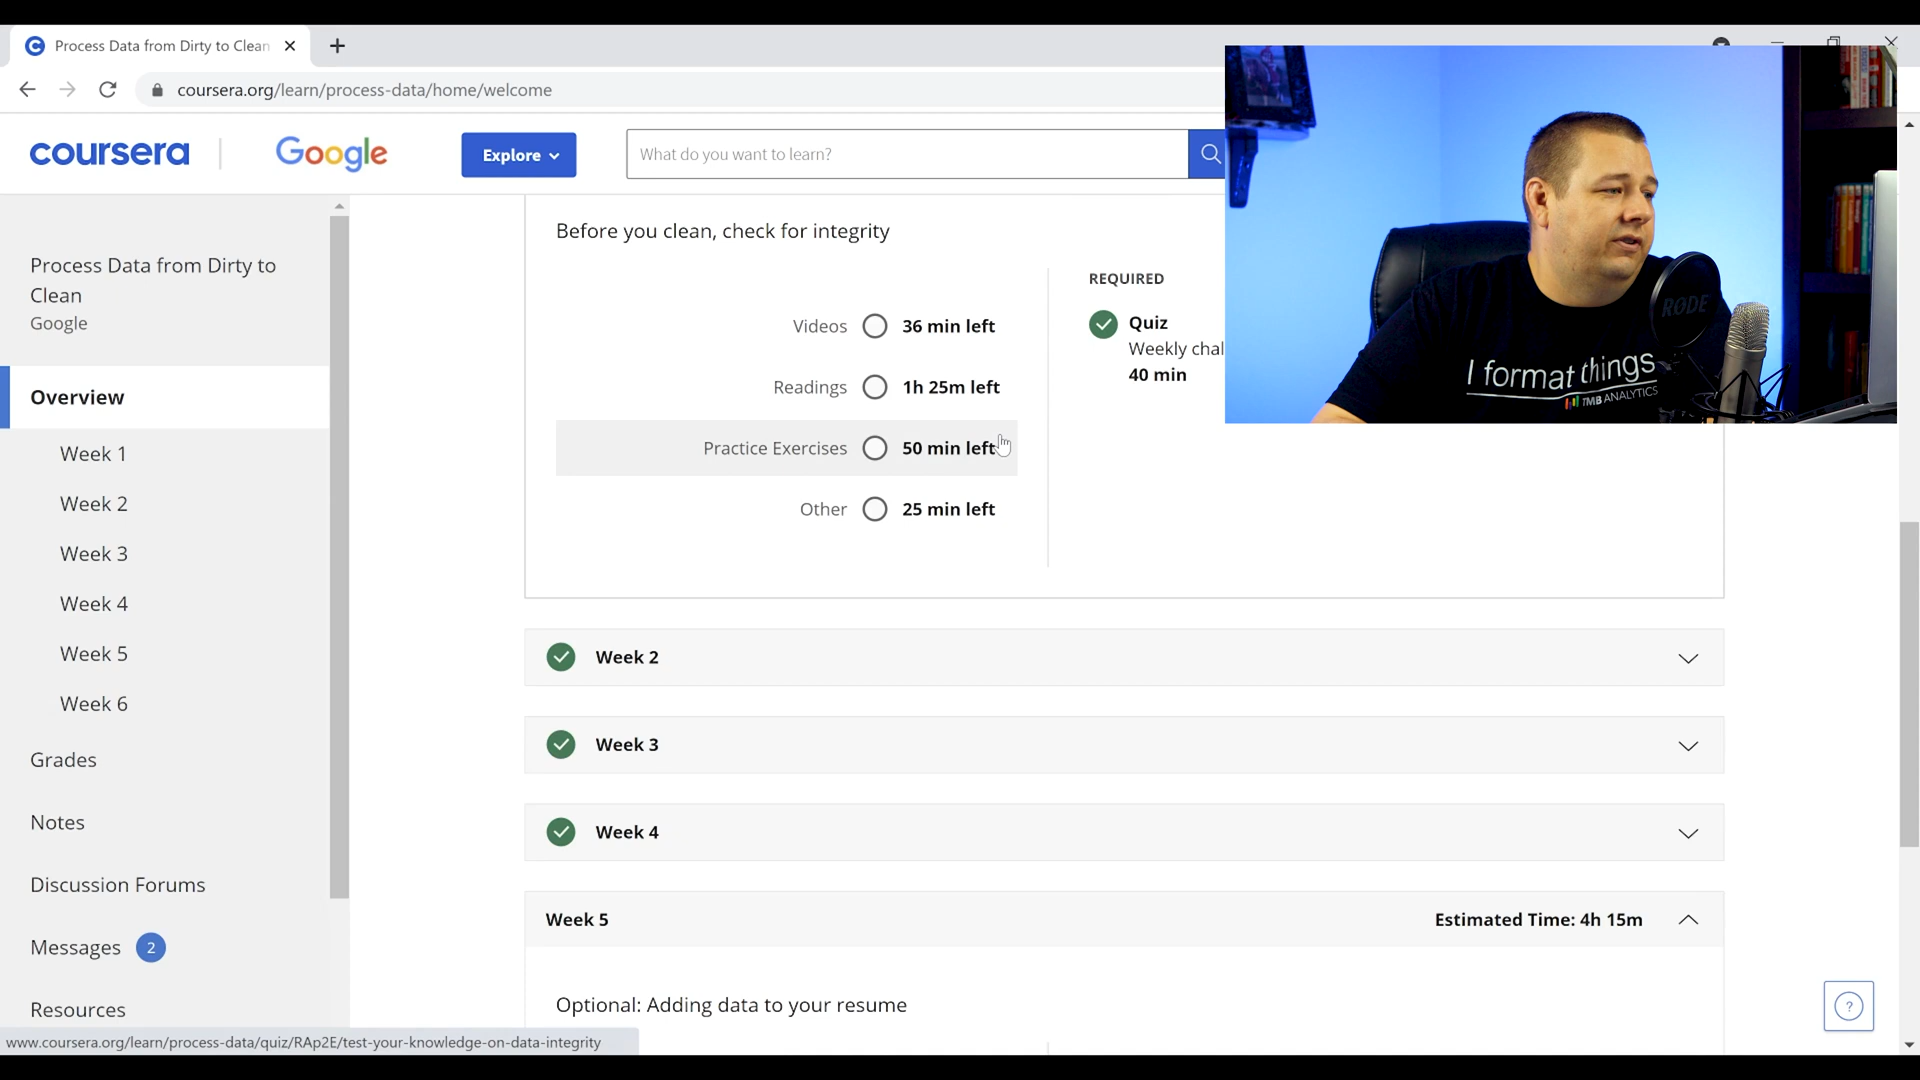 Process Data from Dirty to Clean
coursera.org/learn/process-data/home/welcome
coursera
Google
Explore
What do you want to learn?
Process Data from Dirty to
Clean
Google
Overview
Week 1
Week 2
Week 3
Week 4
Week 5
Week 6
Grades
Notes
Discussion Forums
Messages 2
Resources
Before you clean, check for integrity
Videos 36 min left
Readings 1h 25m left
Practice Exercises 50 min left
Other 25 min left
REQUIRED
Quiz
Weekly chal
40 min
Week 2
Week 3
Week 4
Week 5 Estimated Time: 4h 15m
Optional: Adding data to your resume
?
www.coursera.org/learn/process-data/quiz/RAp2E/test-your-knowledge-on-data-integrity
RØDE
I format things
TMB ANALYTICS